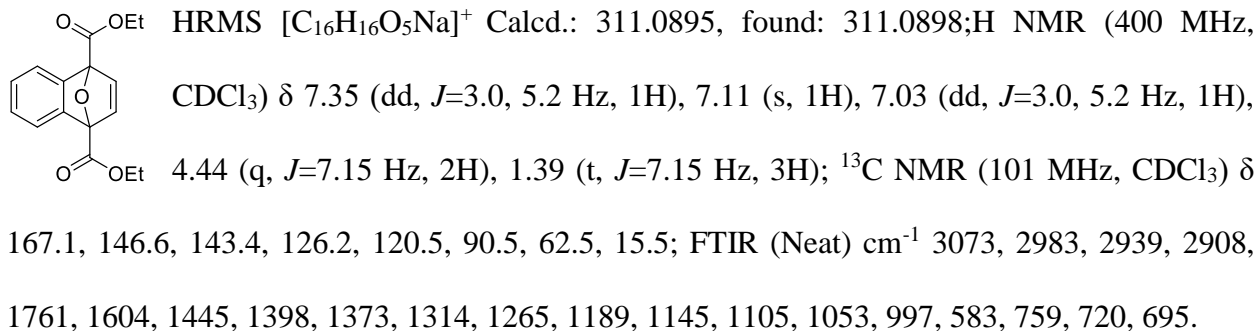 O OEt
O
O OEt
HRMS [C₁₆H₁₆O₅Na]⁺ Calcd.: 311.0895, found: 311.0898;H NMR (400 MHz,
CDCl₃) δ 7.35 (dd, J=3.0, 5.2 Hz, 1H), 7.11 (s, 1H), 7.03 (dd, J=3.0, 5.2 Hz, 1H),
4.44 (q, J=7.15 Hz, 2H), 1.39 (t, J=7.15 Hz, 3H); ¹³C NMR (101 MHz, CDCl₃) δ
167.1, 146.6, 143.4, 126.2, 120.5, 90.5, 62.5, 15.5; FTIR (Neat) cm⁻¹ 3073, 2983, 2939, 2908,
1761, 1604, 1445, 1398, 1373, 1314, 1265, 1189, 1145, 1105, 1053, 997, 583, 759, 720, 695.